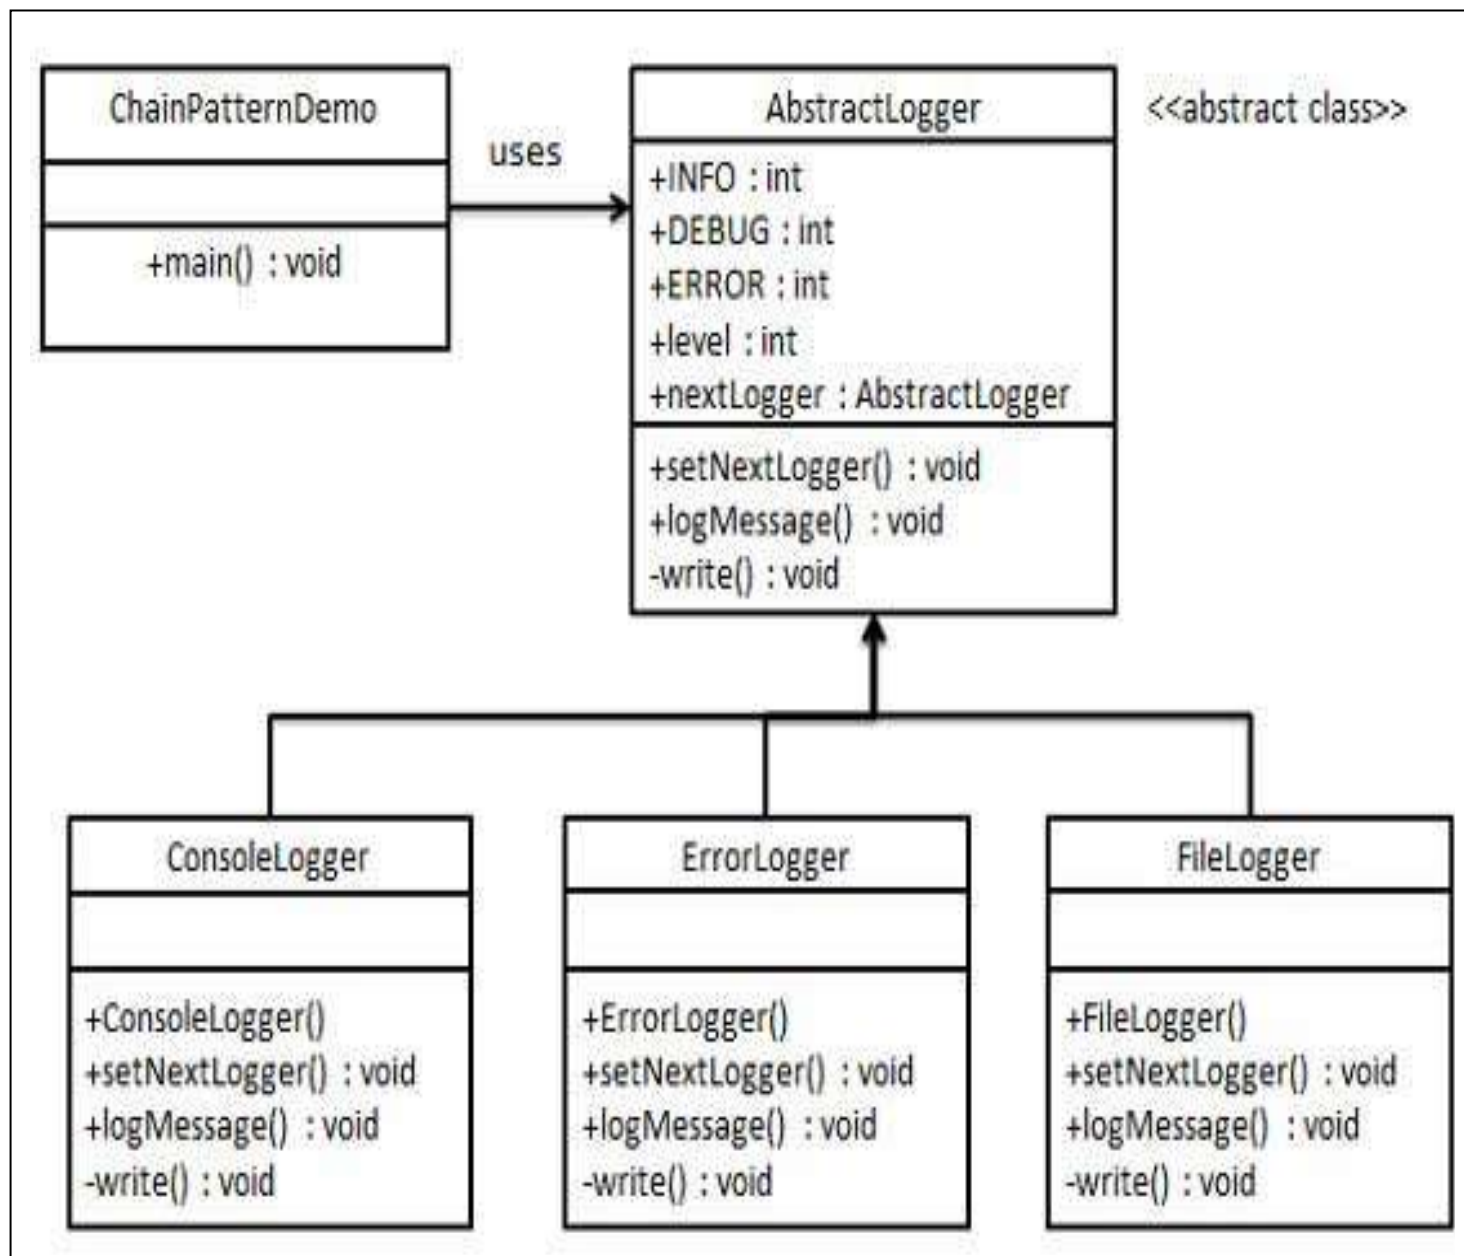 ChainPatternDemo
+main() : void
uses
AbstractLogger
<<abstract class>>
+INFO : int
+DEBUG : int
+ERROR : int
+level : int
+nextLogger : AbstractLogger
+setNextLogger() : void
+logMessage() : void
-write() : void
ConsoleLogger
+ConsoleLogger()
+setNextLogger() : void
+logMessage() : void
-write() : void
ErrorLogger
+ErrorLogger()
+setNextLogger() : void
+logMessage() : void
-write() : void
FileLogger
+FileLogger()
+setNextLogger() : void
+logMessage() : void
-write() : void